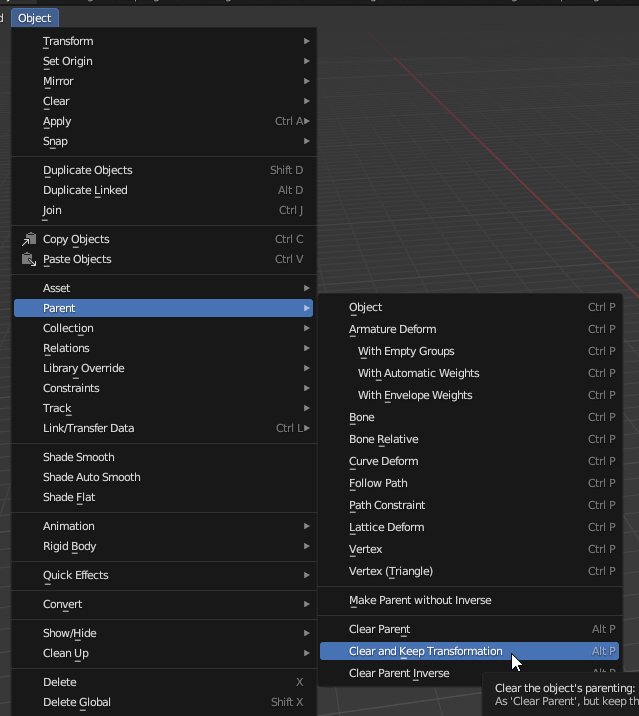 Object
Transform
Set Origin
Mirror
Clear
Apply Ctrl A
Snap
Duplicate Objects Shift D
Duplicate Linked Alt D
Join Ctrl J
Copy Objects Ctrl C
Paste Objects Ctrl V
Asset
Parent
Collection
Relations
Library Override
Constraints
Track
Link/Transfer Data Ctrl L
Shade Smooth
Shade Auto Smooth
Shade Flat
Animation
Rigid Body
Quick Effects
Convert
Show/Hide
Clean Up
Delete X
Delete Global Shift X
Object Ctrl P
Armature Deform Ctrl P
With Empty Groups Ctrl P
With Automatic Weights Ctrl P
With Envelope Weights Ctrl P
Bone Ctrl P
Bone Relative Ctrl P
Curve Deform Ctrl P
Follow Path Ctrl P
Path Constraint Ctrl P
Lattice Deform Ctrl P
Vertex Ctrl P
Vertex (Triangle) Ctrl P
Make Parent without Inverse
Clear Parent Alt P
Clear and Keep Transformation Alt P
Clear Parent Inverse Alt P
Clear the object's parenting:
As 'Clear Parent', but keep th